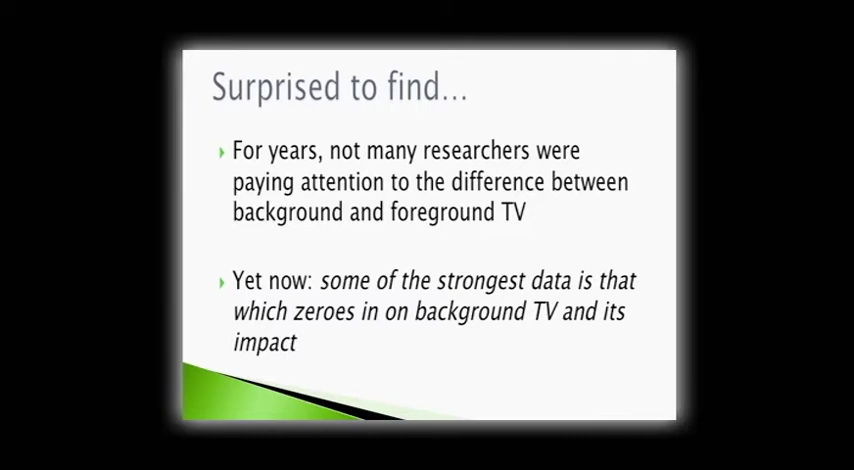 Surprised to find...
For years, not many researchers were
paying attention to the difference between
background and foreground TV
Yet now: some of the strongest data is that
which zeroes in on background TV and its
impact